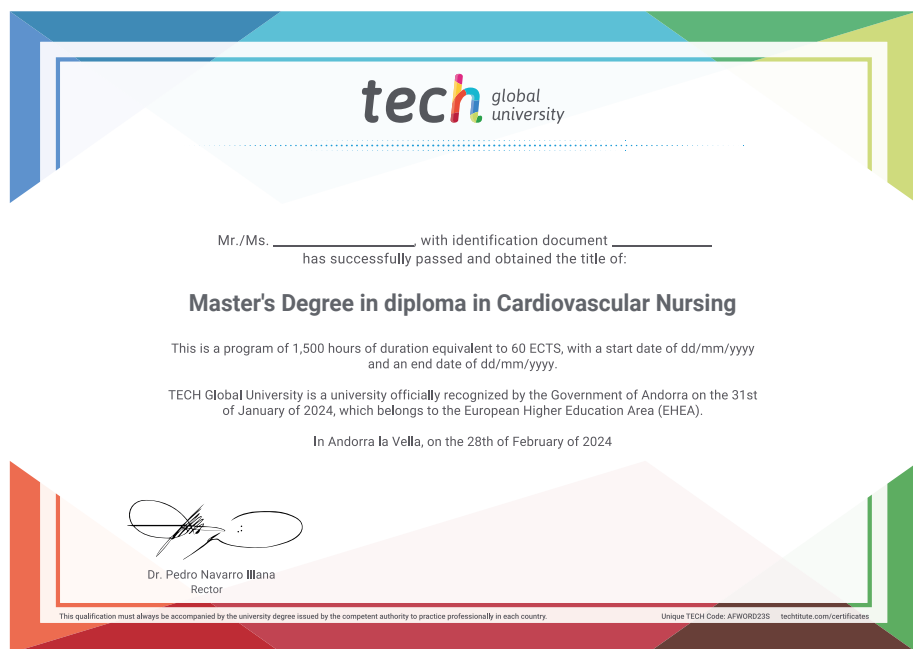 tech global
university
Mr./Ms. ____________, with identification document ____________
has successfully passed and obtained the title of:
Master's Degree in diploma in Cardiovascular Nursing
This is a program of 1,500 hours of duration equivalent to 60 ECTS, with a start date of dd/mm/yyyy
and an end date of dd/mm/yyyy.
TECH Global University is a university officially recognized by the Government of Andorra on the 31st
of January of 2024, which belongs to the European Higher Education Area (EHEA).
In Andorra la Vella, on the 28th of February of 2024
Dr. Pedro Navarro Illana
Rector
This qualification must always be accompanied by the university degree issued by the competent authority to practice professionally in each country.
Unique TECH Code: AFWORD23S techtitute.com/certificates